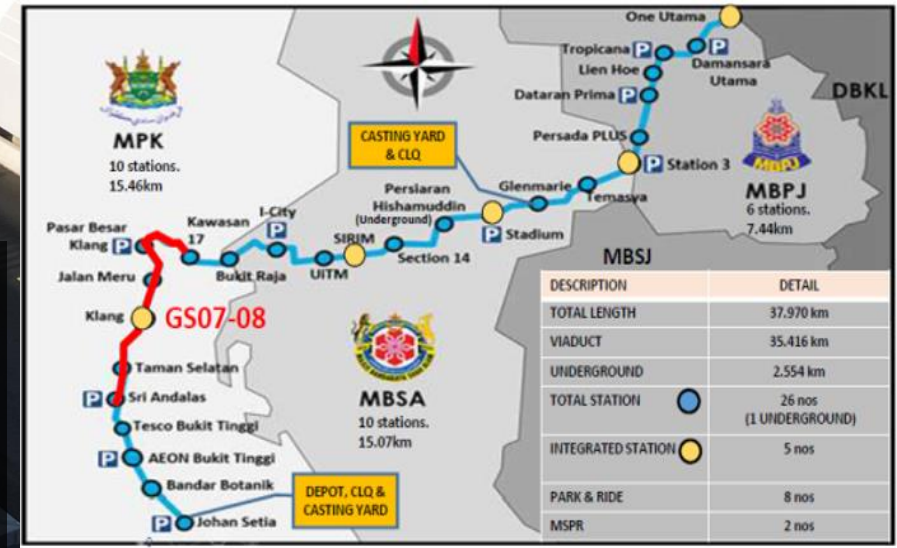 One Utama
Tropicana P
P Damansara
Utama
Lien Hoe
Dataran Prima P
DBKL
MPK
10 stations.
15.46km
CASTING YARD
& CLQ
Persada PLUS
P Station 3
MBPJ
MBPJ
6 stations.
7.44km
Glenmarie
Temasya
Persiaran
Hishamuddin
(Underground)
P Stadium
I-City
P
Kawasan
17
Pasar Besar
Klang P
SIRIM
Section 14
UITM
Bukit Raja
MBSJ
Jalan Meru
Klang
GS07-08
Taman Selatan
P Sri Andalas
Tesco Bukit Tinggi
P AEON Bukit Tinggi
Bandar Botanik
P Johan Setia
MBSA
10 stations.
15.07km
DEPOT, CLQ &
CASTING YARD
DESCRIPTION DETAIL
TOTAL LENGTH 37.970 km
VIADUCT 35.416 km
UNDERGROUND 2.554 km
TOTAL STATION 26 nos
(1 UNDERGROUND)
INTEGRATED STATION 5 nos
PARK & RIDE 8 nos
MSPR 2 nos